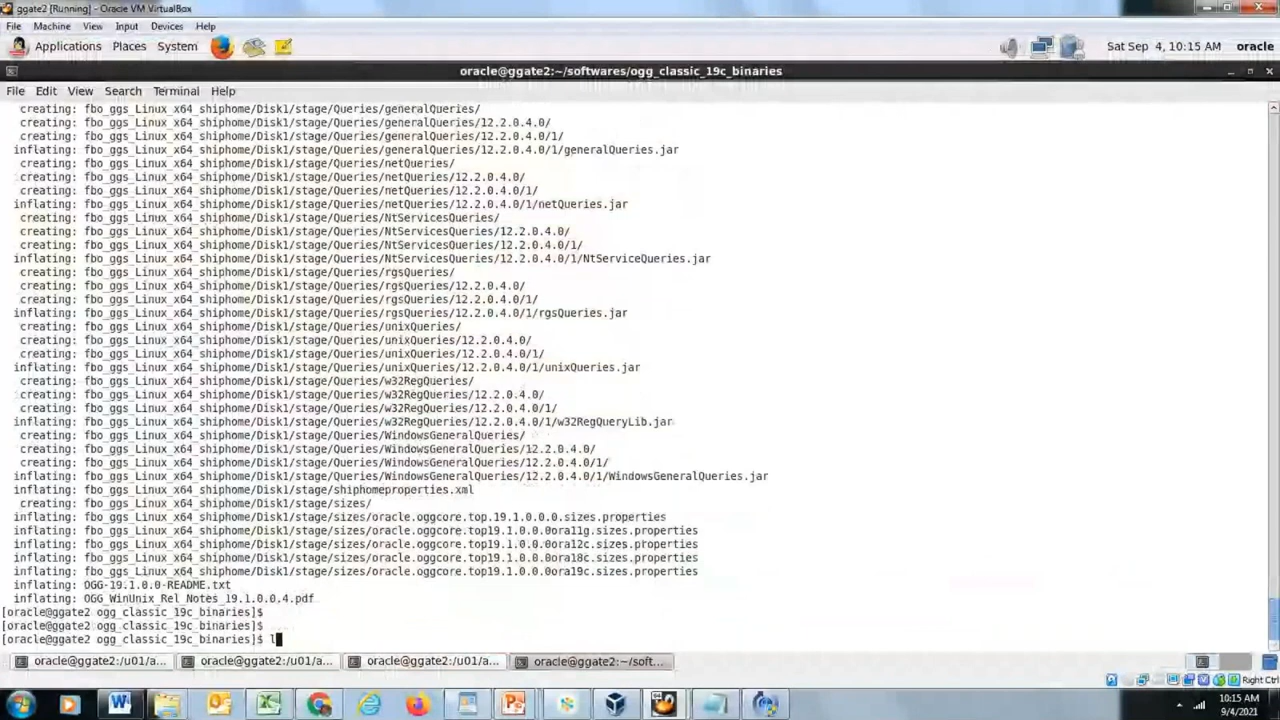 ggate2 [Running] - Oracle VM VirtualBox
File Machine View Input Devices Help
Applications Places System Sat Sep 4, 10:15 AM oracle
oracle@ggate2:~/softwares/ogg_classic_19c_binaries
File Edit View Search Terminal Help
creating: fbo_ggs_Linux_x64_shiphome/Disk1/stage/Queries/generalQueries/
creating: fbo_ggs_Linux_x64_shiphome/Disk1/stage/Queries/generalQueries/12.2.0.4.0/
creating: fbo_ggs_Linux_x64_shiphome/Disk1/stage/Queries/generalQueries/12.2.0.4.0/1/
inflating: fbo_ggs_Linux_x64_shiphome/Disk1/stage/Queries/generalQueries/12.2.0.4.0/1/generalQueries.jar
creating: fbo_ggs_Linux_x64_shiphome/Disk1/stage/Queries/netQueries/
creating: fbo_ggs_Linux_x64_shiphome/Disk1/stage/Queries/netQueries/12.2.0.4.0/
creating: fbo_ggs_Linux_x64_shiphome/Disk1/stage/Queries/netQueries/12.2.0.4.0/1/
inflating: fbo_ggs_Linux_x64_shiphome/Disk1/stage/Queries/netQueries/12.2.0.4.0/1/netQueries.jar
creating: fbo_ggs_Linux_x64_shiphome/Disk1/stage/Queries/NtServicesQueries/
creating: fbo_ggs_Linux_x64_shiphome/Disk1/stage/Queries/NtServicesQueries/12.2.0.4.0/
creating: fbo_ggs_Linux_x64_shiphome/Disk1/stage/Queries/NtServicesQueries/12.2.0.4.0/1/
inflating: fbo_ggs_Linux_x64_shiphome/Disk1/stage/Queries/NtServicesQueries/12.2.0.4.0/1/NtServiceQueries.jar
creating: fbo_ggs_Linux_x64_shiphome/Disk1/stage/Queries/rgsQueries/
creating: fbo_ggs_Linux_x64_shiphome/Disk1/stage/Queries/rgsQueries/12.2.0.4.0/
creating: fbo_ggs_Linux_x64_shiphome/Disk1/stage/Queries/rgsQueries/12.2.0.4.0/1/
inflating: fbo_ggs_Linux_x64_shiphome/Disk1/stage/Queries/rgsQueries/12.2.0.4.0/1/rgsQueries.jar
creating: fbo_ggs_Linux_x64_shiphome/Disk1/stage/Queries/unixQueries/
creating: fbo_ggs_Linux_x64_shiphome/Disk1/stage/Queries/unixQueries/12.2.0.4.0/
creating: fbo_ggs_Linux_x64_shiphome/Disk1/stage/Queries/unixQueries/12.2.0.4.0/1/
inflating: fbo_ggs_Linux_x64_shiphome/Disk1/stage/Queries/unixQueries/12.2.0.4.0/1/unixQueries.jar
creating: fbo_ggs_Linux_x64_shiphome/Disk1/stage/Queries/w32RegQueries/
creating: fbo_ggs_Linux_x64_shiphome/Disk1/stage/Queries/w32RegQueries/12.2.0.4.0/
creating: fbo_ggs_Linux_x64_shiphome/Disk1/stage/Queries/w32RegQueries/12.2.0.4.0/1/
inflating: fbo_ggs_Linux_x64_shiphome/Disk1/stage/Queries/w32RegQueries/12.2.0.4.0/1/w32RegQueryLib.jar
creating: fbo_ggs_Linux_x64_shiphome/Disk1/stage/Queries/WindowsGeneralQueries/
creating: fbo_ggs_Linux_x64_shiphome/Disk1/stage/Queries/WindowsGeneralQueries/12.2.0.4.0/
creating: fbo_ggs_Linux_x64_shiphome/Disk1/stage/Queries/WindowsGeneralQueries/12.2.0.4.0/1/
inflating: fbo_ggs_Linux_x64_shiphome/Disk1/stage/Queries/WindowsGeneralQueries/12.2.0.4.0/1/WindowsGeneralQueries.jar
inflating: fbo_ggs_Linux_x64_shiphome/Disk1/stage/shiphomeproperties.xml
creating: fbo_ggs_Linux_x64_shiphome/Disk1/stage/sizes/
inflating: fbo_ggs_Linux_x64_shiphome/Disk1/stage/sizes/oracle.oggcore.top.19.1.0.0.0.sizes.properties
inflating: fbo_ggs_Linux_x64_shiphome/Disk1/stage/sizes/oracle.oggcore.top19.1.0.0.0ora11g.sizes.properties
inflating: fbo_ggs_Linux_x64_shiphome/Disk1/stage/sizes/oracle.oggcore.top19.1.0.0.0ora12c.sizes.properties
inflating: fbo_ggs_Linux_x64_shiphome/Disk1/stage/sizes/oracle.oggcore.top19.1.0.0.0ora18c.sizes.properties
inflating: fbo_ggs_Linux_x64_shiphome/Disk1/stage/sizes/oracle.oggcore.top19.1.0.0.0ora19c.sizes.properties
inflating: OGG-19.1.0.0-README.txt
inflating: OGG_WinUnix_Rel_Notes_19.1.0.0.4.pdf
[oracle@ggate2 ogg_classic_19c_binaries]$
[oracle@ggate2 ogg_classic_19c_binaries]$
[oracle@ggate2 ogg_classic_19c_binaries]$ l
oracle@ggate2:/u01/a... oracle@ggate2:/u01/a... oracle@ggate2:/u01/a... oracle@ggate2:~/soft...
Right Ctrl
10:15 AM
9/4/2021